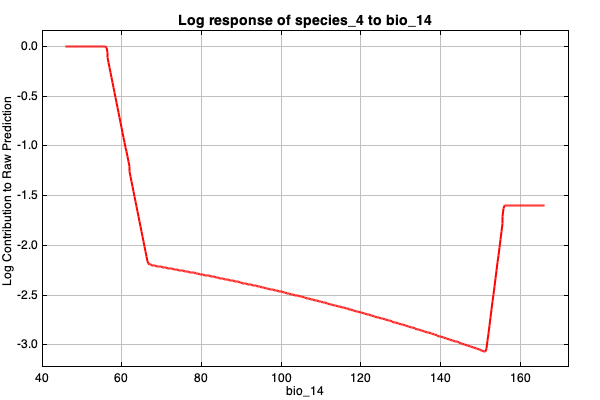 Log response of species_4 to bio_14
Log Contribution to Raw Prediction
0.0
-0.5
-1.0
-1.5
-2.0
-2.5
-3.0
40 60 80 100 120 140 160
bio_14